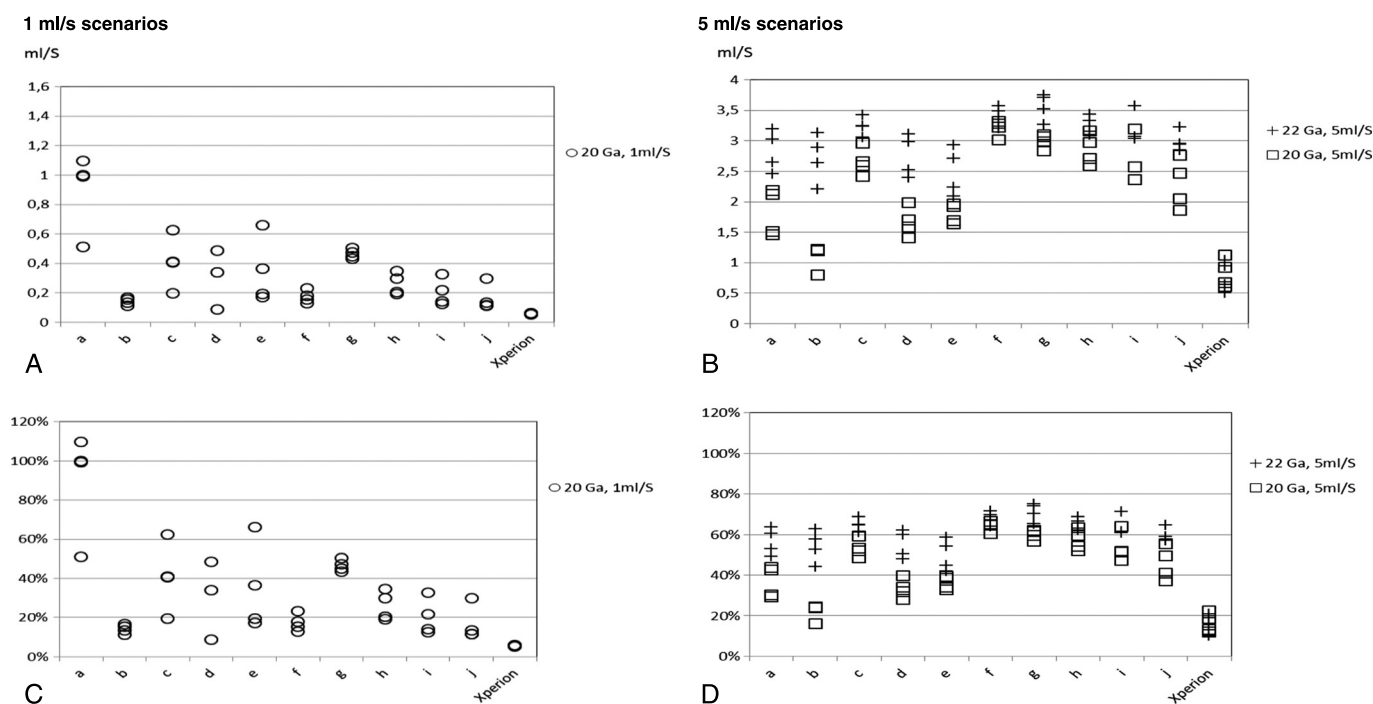 1 ml/s scenarios
ml/S
1,6
1,4
1,2
1
0,8
0,6
0,4
0,2
0
a b c d e f g h i j Xperion
20 Ga, 1ml/S
A
5 ml/s scenarios
ml/S
4
3,5
3
2,5
2
1,5
1
0,5
0
a b c d e f g h i j Xperion
22 Ga, 5ml/S
20 Ga, 5ml/S
B
120%
100%
80%
60%
40%
20%
0%
a b c d e f g h i j Xperion
20 Ga, 1ml/S
C
120%
100%
80%
60%
40%
20%
0%
a b c d e f g h i j Xperion
22 Ga, 5ml/S
20 Ga, 5ml/S
D